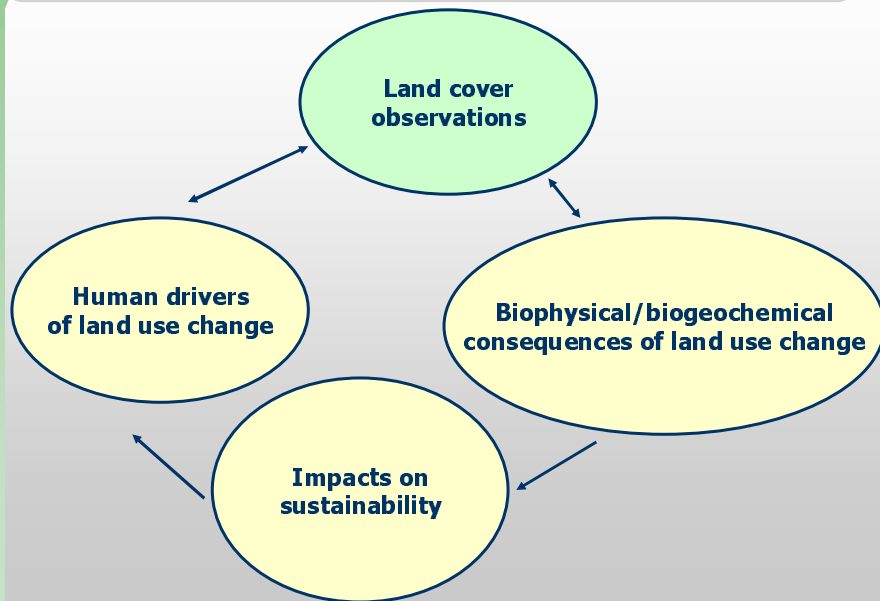 Land cover
observations
Human drivers
of land use change
Biophysical/biogeochemical
consequences of land use change
Impacts on
sustainability